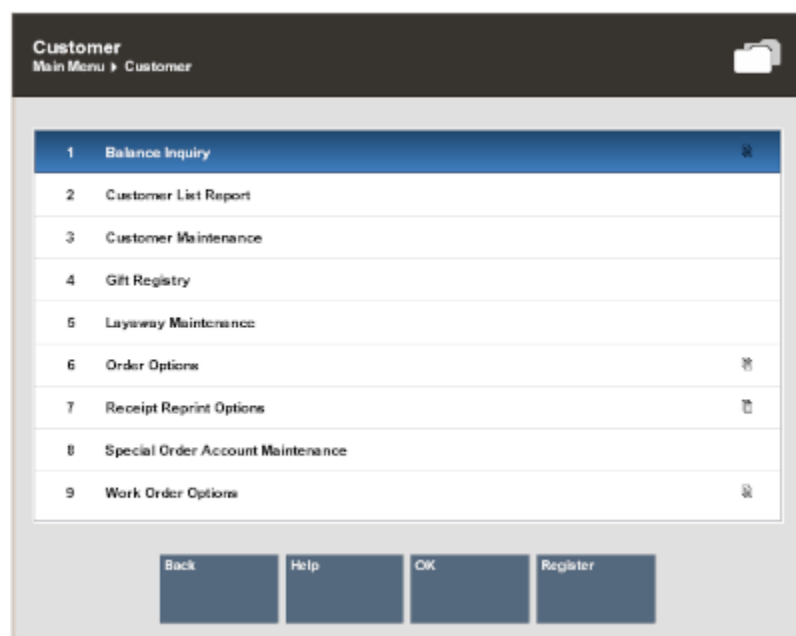 Customer
Main Menu ▸ Customer
1 Balance Inquiry
2 Customer List Report
3 Customer Maintenance
4 Gift Registry
5 Layaway Maintenance
6 Order Options
7 Receipt Reprint Options
8 Special Order Account Maintenance
9 Work Order Options
Back Help OK Register